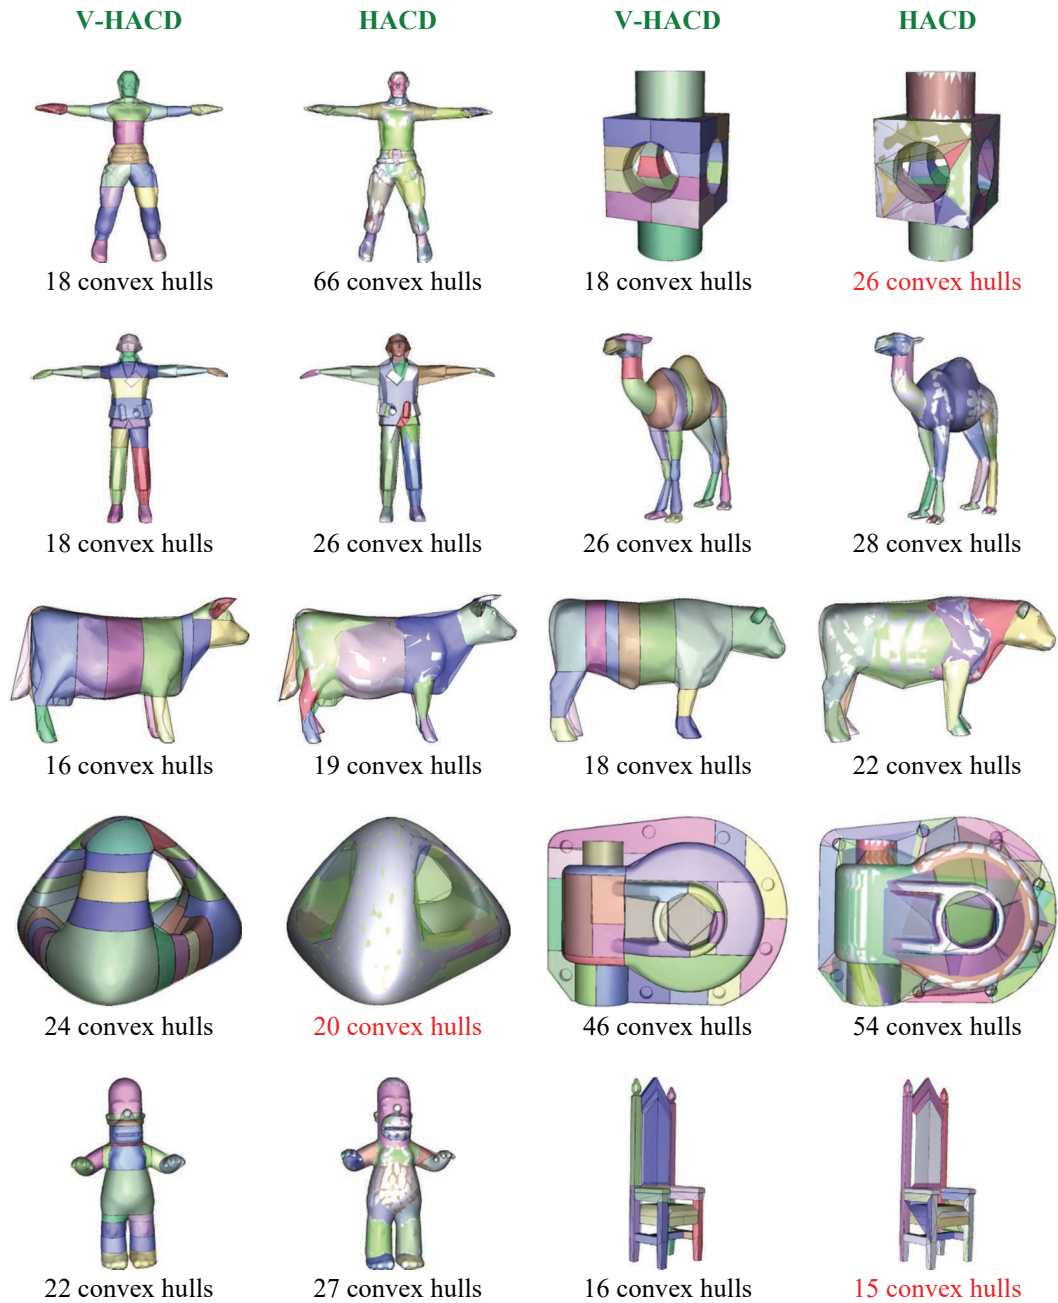 V-HACD HACD V-HACD HACD
18 convex hulls 66 convex hulls 18 convex hulls 26 convex hulls
18 convex hulls 26 convex hulls 26 convex hulls 28 convex hulls
16 convex hulls 19 convex hulls 18 convex hulls 22 convex hulls
24 convex hulls 20 convex hulls 46 convex hulls 54 convex hulls
22 convex hulls 27 convex hulls 16 convex hulls 15 convex hulls